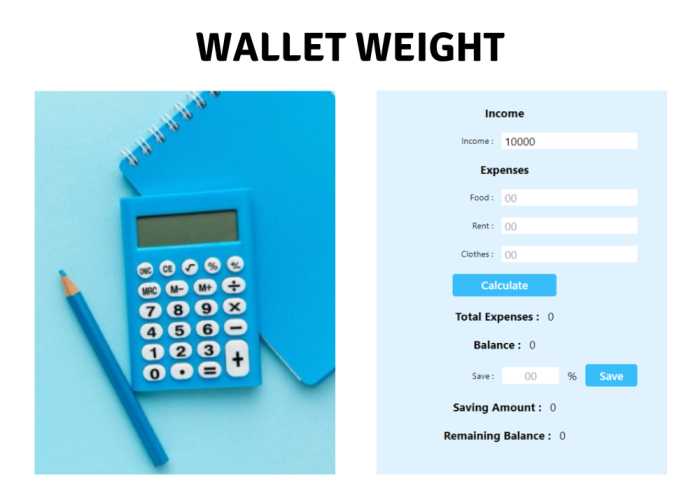 WALLET WEIGHT
ONC CE √ % +/-
MRC M- M+ ÷
7 8 9 ×
4 5 6 −
1 2 3 +
0 • =
Income
Income : 10000
Expenses
Food : 00
Rent : 00
Clothes : 00
Calculate
Total Expenses : 0
Balance : 0
Save : 00 % Save
Saving Amount : 0
Remaining Balance : 0